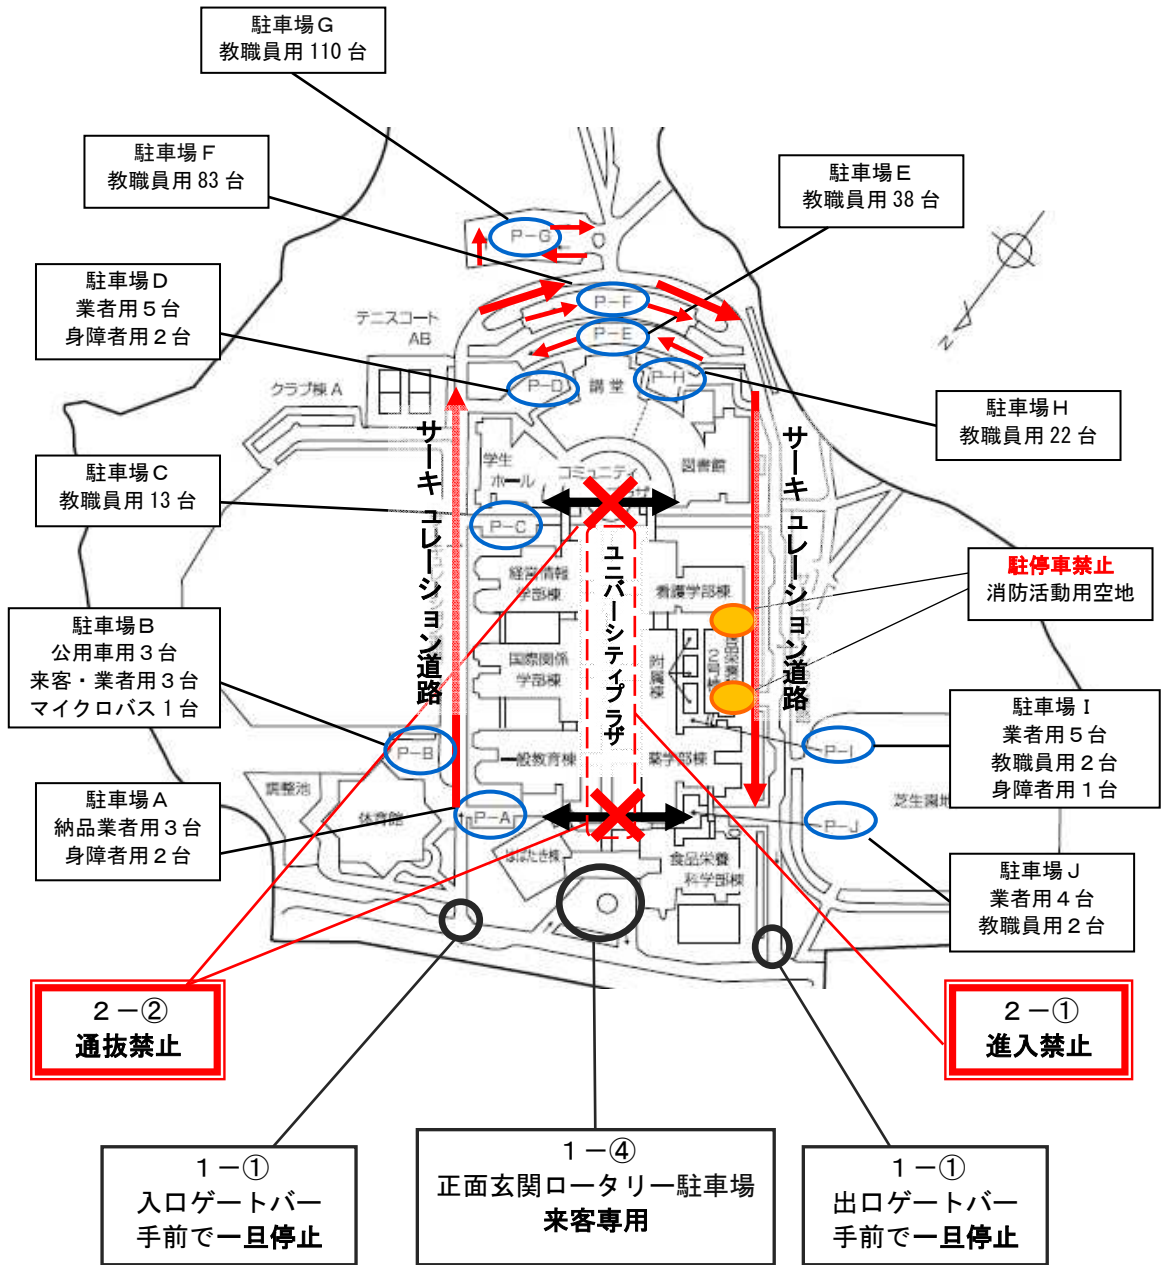 駐車場Ｇ
教職員用 110 台
駐車場Ｆ
教職員用 83 台
駐車場Ｅ
教職員用 38 台
P-G
駐車場Ｄ
業者用５台
身障者用２台
テニスコート
AB
P-F
P-E
クラブ棟 A
P-D
講 堂
P-H
駐車場Ｈ
教職員用 22 台
サーキュレーション道路
サーキュレーション道路
学生
ホール
コミュニティ
図書館
駐車場Ｃ
教職員用 13 台
P-C
ユニバーシティプラザ
経営情報
学部棟
看護学部棟
駐停車禁止
消防活動用空地
駐車場Ｂ
公用車用３台
来客・業者用３台
マイクロバス１台
国際関係
学部棟
附属棟
P-B
一般教育棟
薬学部棟
P-I
駐車場Ｉ
業者用５台
教職員用２台
身障者用１台
調整池
体育館
駐車場Ａ
納品業者用３台
身障者用２台
P-A
P-J
芝生園地
はばたき棟
食品栄養
科学部棟
駐車場Ｊ
業者用４台
教職員用２台
N
２－②
通抜禁止
２－①
進入禁止
１－①
入口ゲートバー
手前で一旦停止
１－④
正面玄関ロータリー駐車場
来客専用
１－①
出口ゲートバー
手前で一旦停止